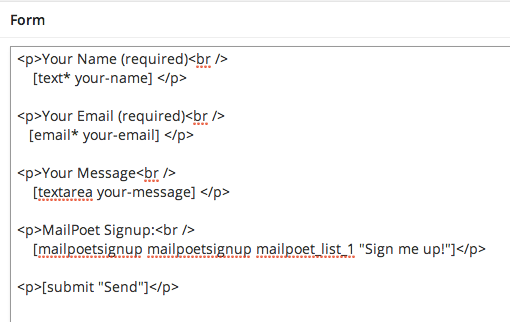 Form
<p>Your Name (required)<br />
[text* your-name] </p>
<p>Your Email (required)<br />
[email* your-email] </p>
<p>Your Message<br />
[textarea your-message] </p>
<p>MailPoet Signup:<br />
[mailpoetsignup mailpoetsignup mailpoet_list_1 "Sign me up!"]</p>
<p>[submit "Send"]</p>